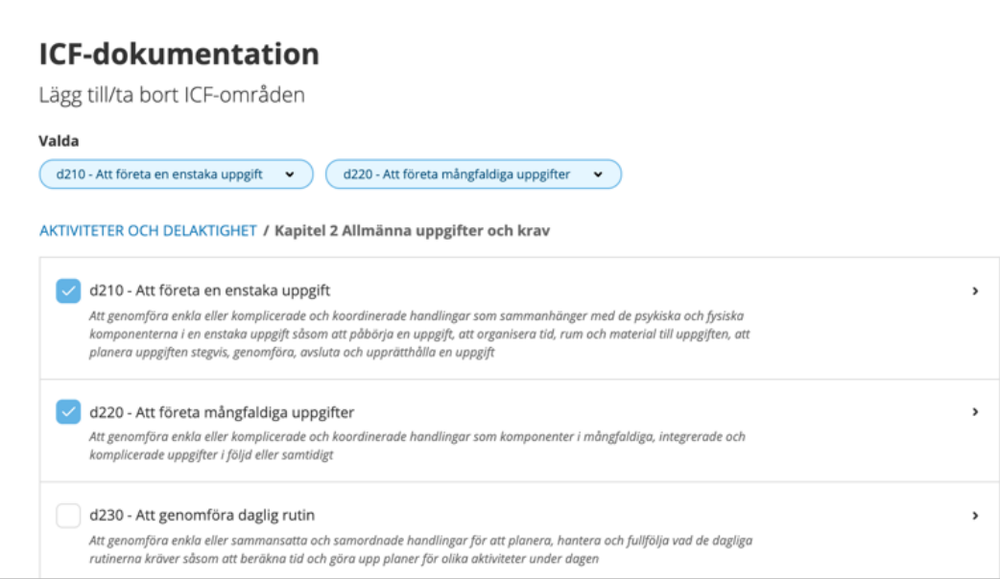 ICF-dokumentation
Lägg till/ta bort ICF-områden
Valda
d210 - Att företa en enstaka uppgift
d220 - Att företa mångfaldiga uppgifter
AKTIVITETER OCH DELAKTIGHET / Kapitel 2 Allmänna uppgifter och krav
d210 - Att företa en enstaka uppgift
Att genomföra enkla eller komplicerade och koordinerade handlingar som sammanhänger med de psykiska och fysiska
komponenterna i en enstaka uppgift såsom att påbörja en uppgift, att organisera tid, rum och material till uppgiften, att
planera uppgiften stegvis, genomföra, avsluta och upprätthålla en uppgift
d220 - Att företa mångfaldiga uppgifter
Att genomföra enkla eller komplicerade och koordinerade handlingar som komponenter i mångfaldiga, integrerade och
komplicerade uppgifter i följd eller samtidigt
d230 - Att genomföra daglig rutin
Att genomföra enkla eller sammansatta och samordnade handlingar för att planera, hantera och fullfölja vad de dagliga
rutinerna kräver såsom att beräkna tid och göra upp planer för olika aktiviteter under dagen